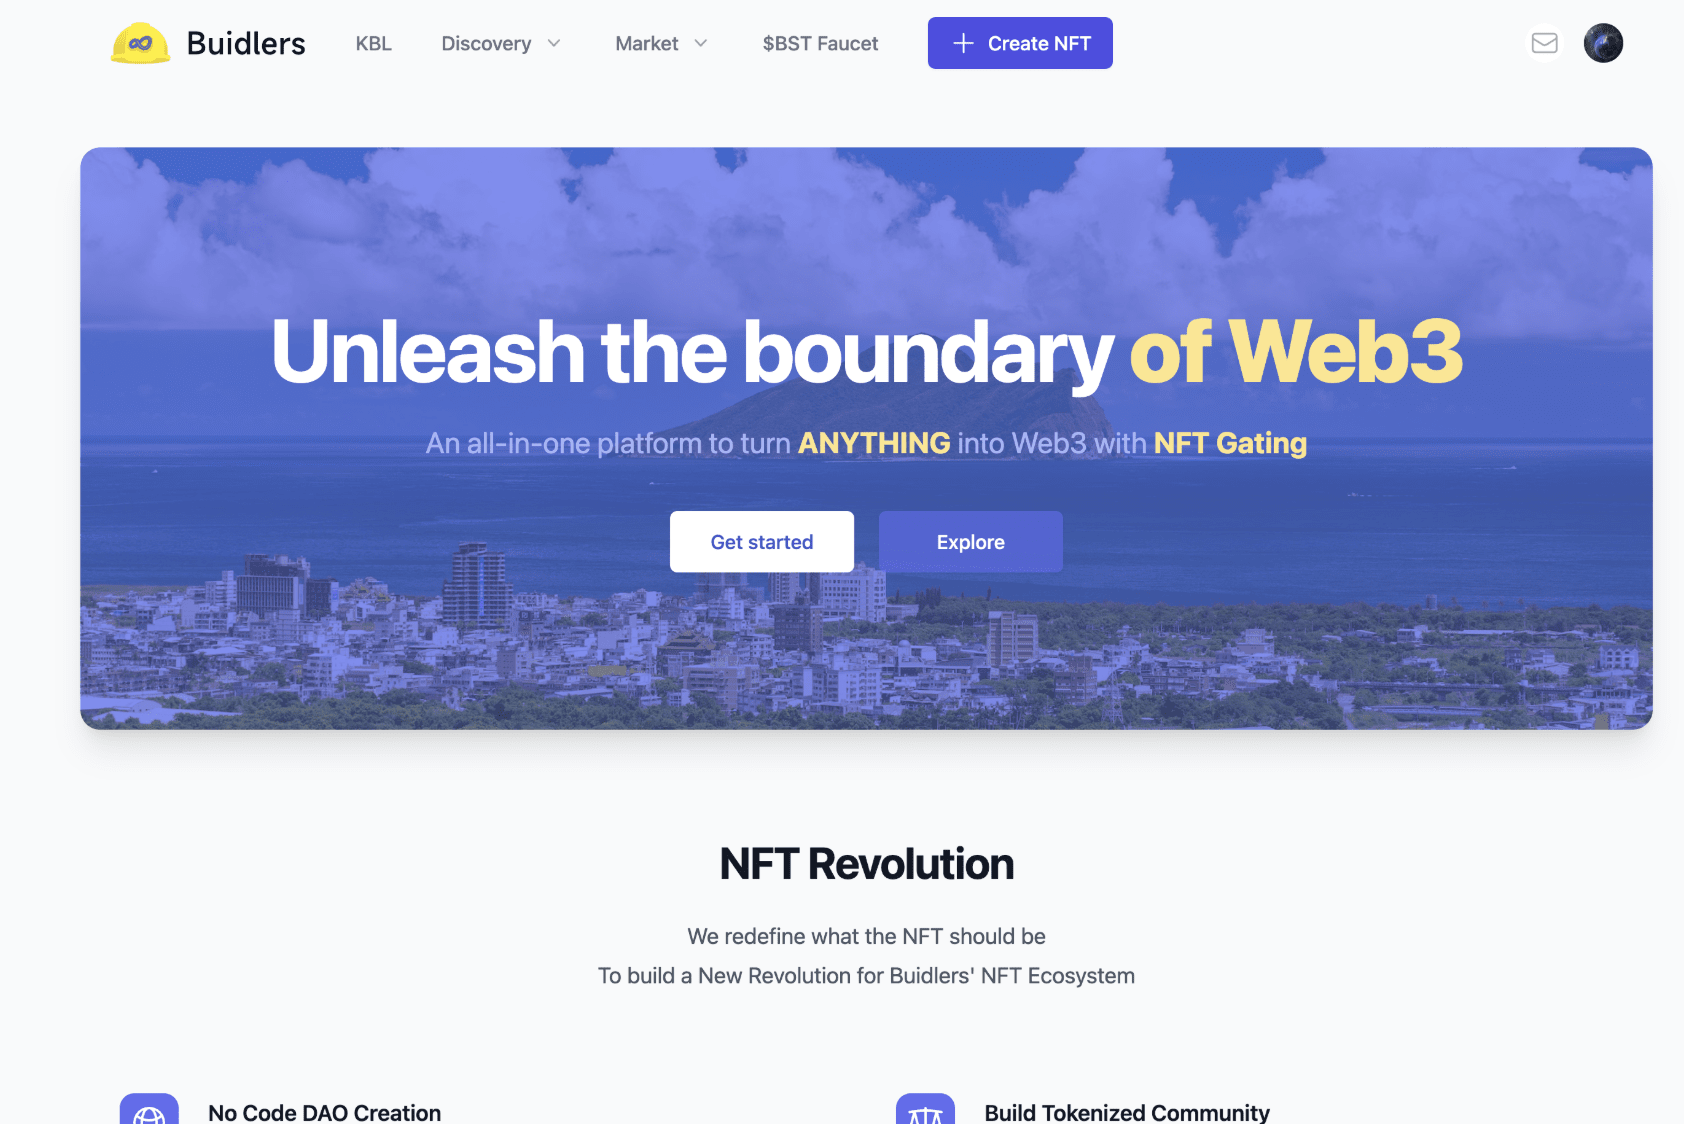 Buidlers
KBL
Discovery
Market
$BST Faucet
Create NFT
Unleash the boundary of Web3
An all-in-one platform to turn ANYTHING into Web3 with NFT Gating
Get started
Explore
NFT Revolution
We redefine what the NFT should be
To build a New Revolution for Buidlers' NFT Ecosystem
No Code DAO Creation
Build Tokenized Community